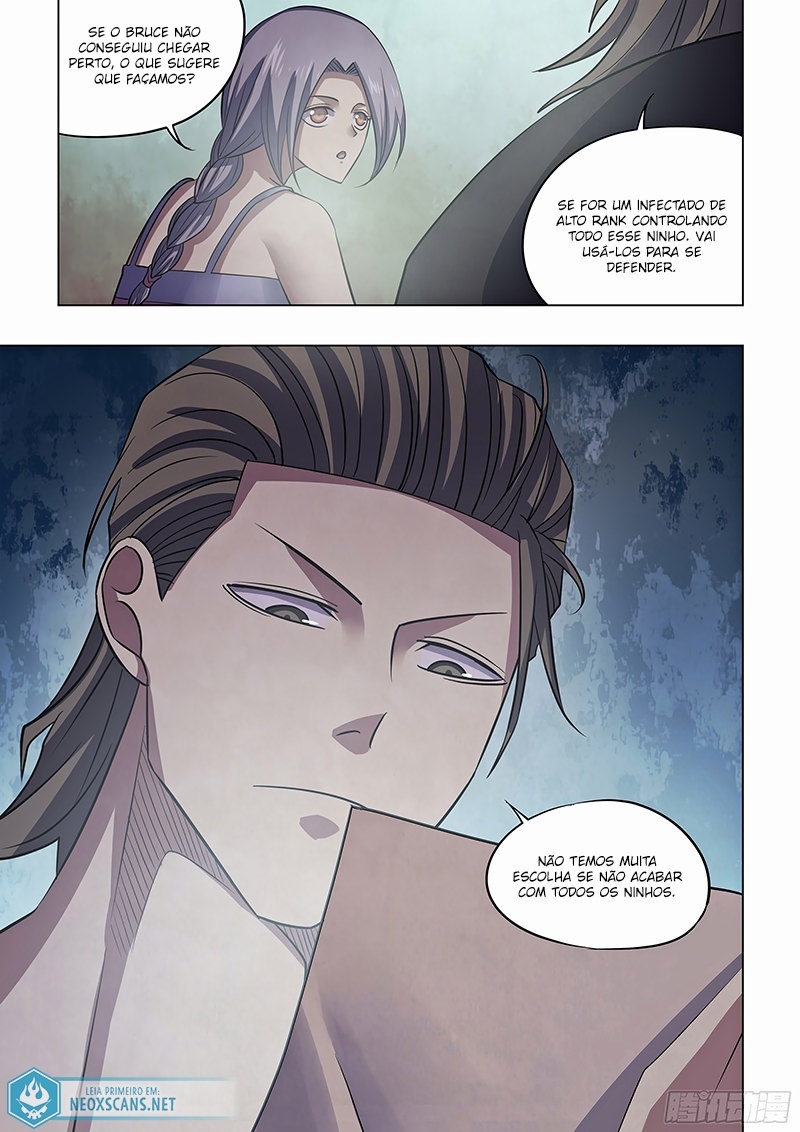 SE O BRUCE NÃO
CONSEGUIU CHEGAR
PERTO, O QUE SUGERE
QUE FAÇAMOS?
SE FOR UM INFECTADO DE
ALTO RANK CONTROLANDO
TODO ESSE NINHO. VAI
USÁ-LOS PARA SE
DEFENDER.
NÃO TEMOS MUITA
ESCOLHA SE NÃO ACABAR
COM TODOS OS NINHOS.
LEIA PRIMEIRO EM:
NEOXSCANS.NET
腾讯动漫